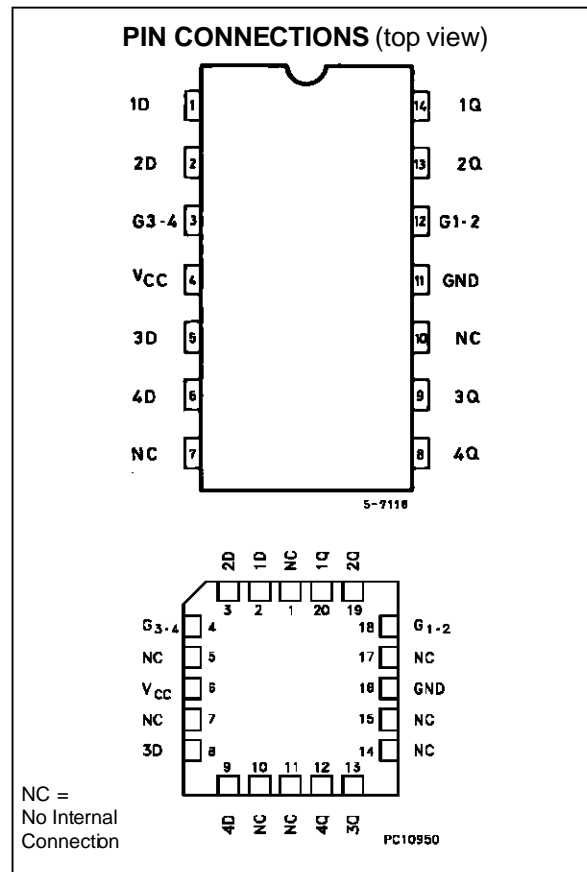 PIN CONNECTIONS (top view)
1D 1 14 1Q
2D 2 13 2Q
G3-4 3 12 G1-2
VCC 4 11 GND
3D 5 10 NC
4D 6 9 3Q
NC 7 8 4Q
5-7116
2D 1D NC 1Q 2Q
3 2 1 20 19
G3-4 4 18 G1-2
NC 5 17 NC
VCC 6 16 GND
NC 7 15 NC
3D 8 14 NC
9 10 11 12 13
4D NC NC 4Q 3Q
NC =
No Internal
Connection
PC10950